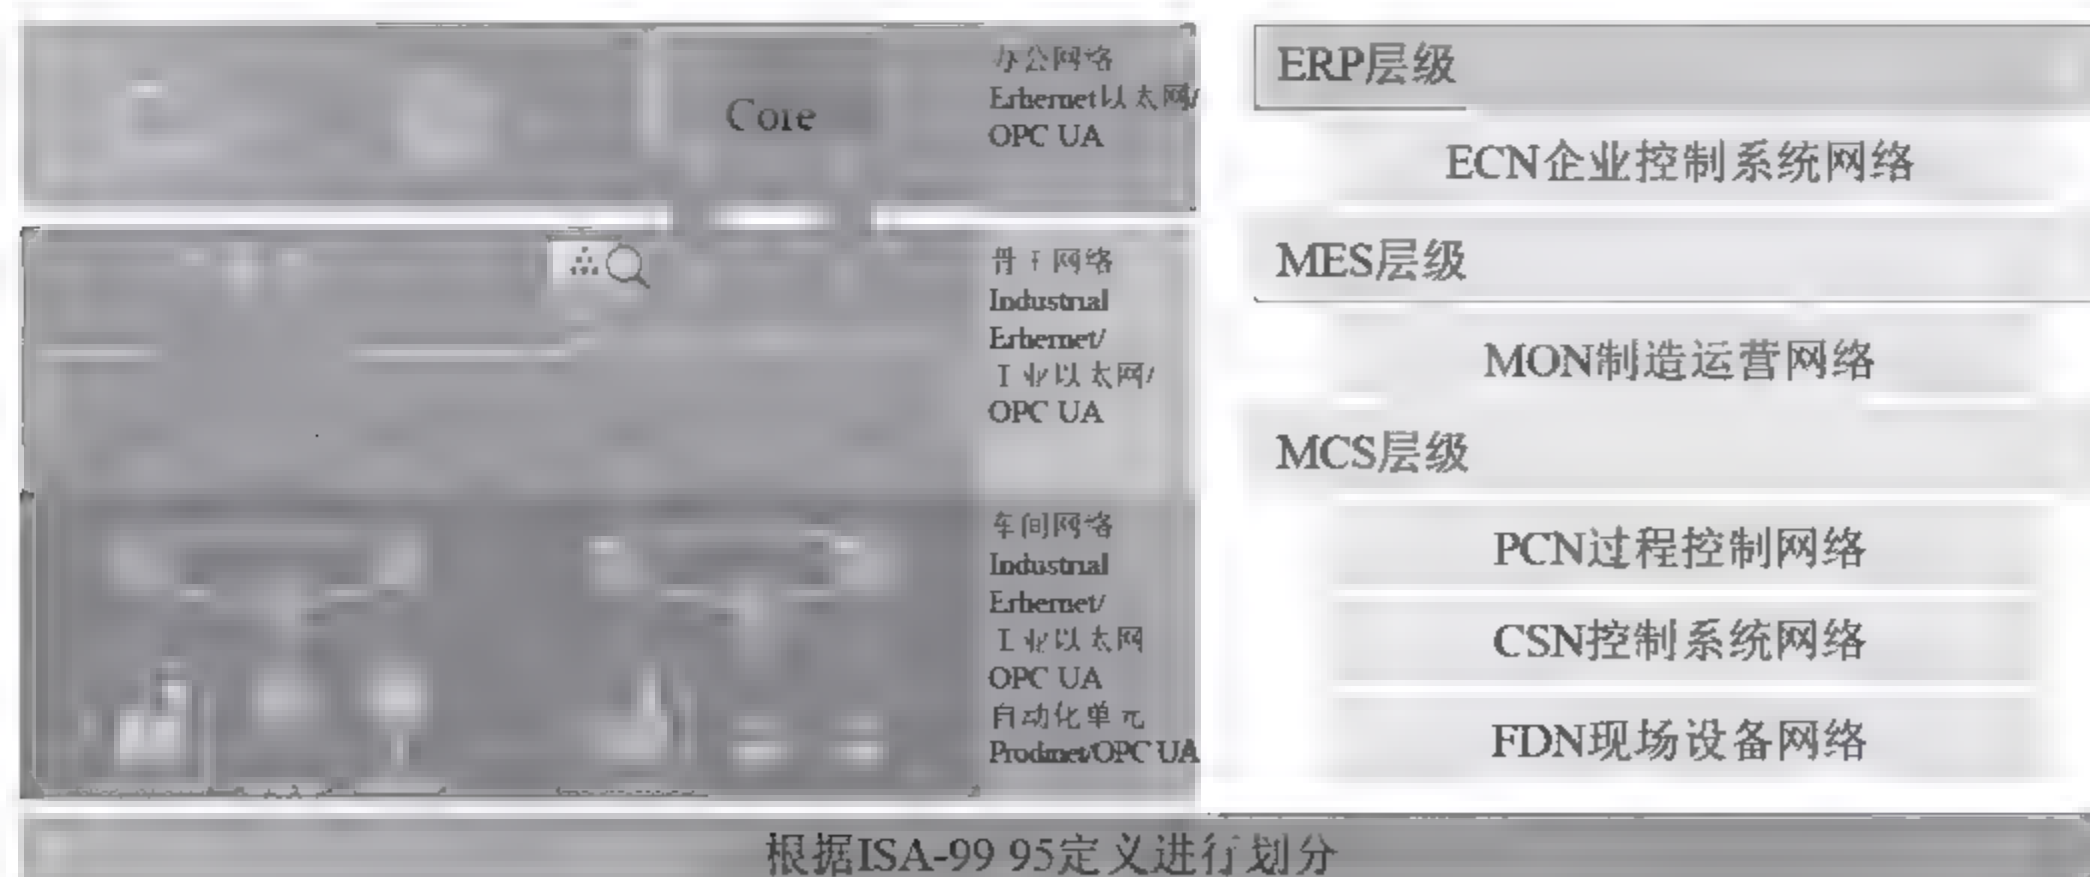 Core
办公网络
Erhernet以太网/
OPC UA
骨干网络
Industrial
Erhernet/
工业以太网/
OPC UA
车间网络
Industrial
Erhernet/
工业以太网
OPC UA
自动化单元
Prodinet/OPC UA
ERP层级
ECN企业控制系统网络
MES层级
MON制造运营网络
MCS层级
PCN过程控制网络
CSN控制系统网络
FDN现场设备网络
根据ISA-99 95定义进行划分